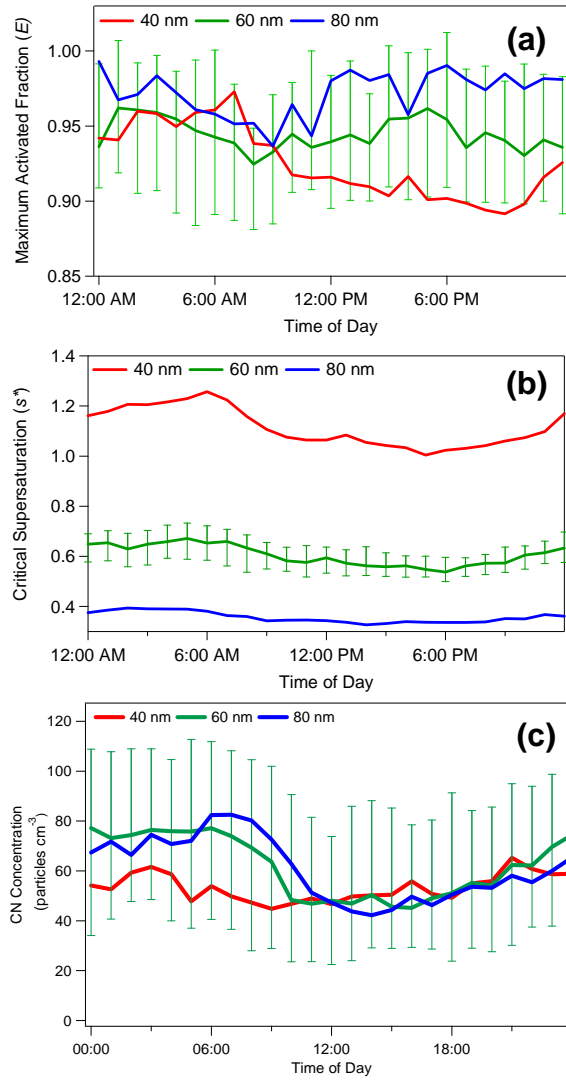 40 nm 60 nm 80 nm
(a)
1.00
0.95
0.90
0.85
Maximum Activated Fraction (E)
12:00 AM 6:00 AM 12:00 PM 6:00 PM
Time of Day
1.4
40 nm 60 nm 80 nm
(b)
1.2
1.0
0.8
0.6
0.4
Critical Supersaturation (s*)
12:00 AM 6:00 AM 12:00 PM 6:00 PM
Time of Day
40 nm 60 nm 80 nm
(c)
120
100
80
60
40
20
0
CN Concentration
(particles cm-3)
00:00 06:00 12:00 18:00
Time of Day